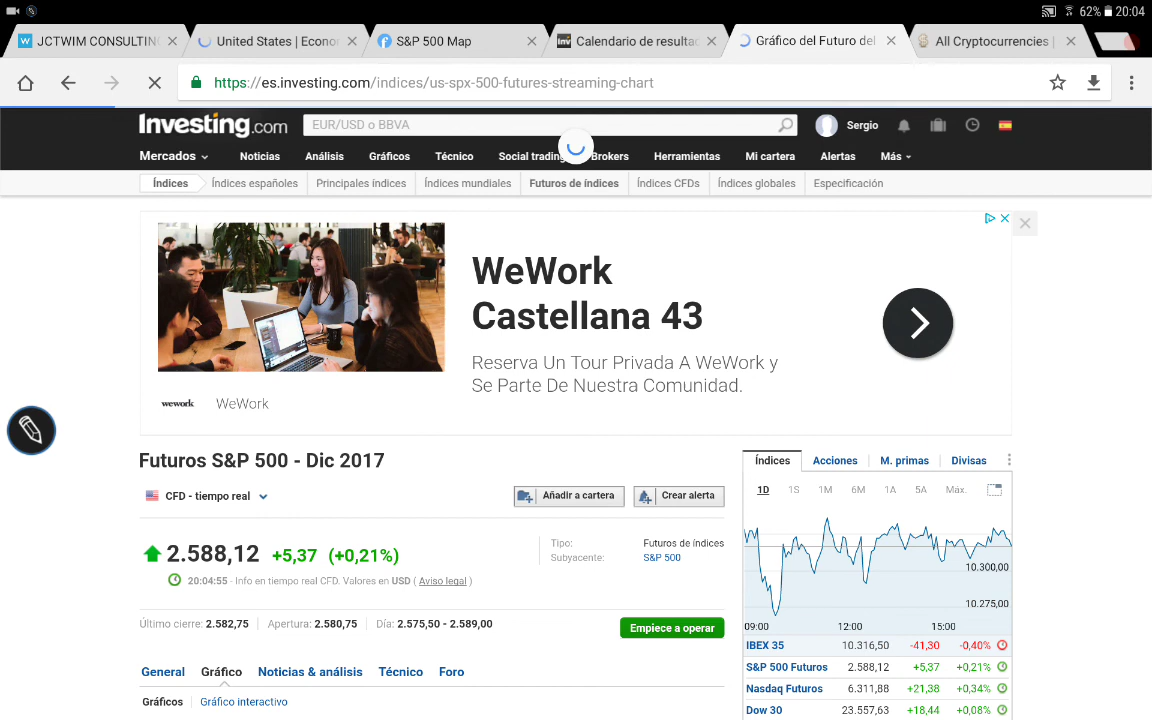 62% 20:04
JCTWIM CONSULTIN
United States | Econo
S&P 500 Map
Calendario de resulta
Gráfico del Futuro del
All Cryptocurrencies |
https://es.investing.com/indices/us-spx-500-futures-streaming-chart
Investing.com
EUR/USD o BBVA
Sergio
Mercados Noticias Análisis Gráficos Técnico Social trading Brokers Herramientas Mi cartera Alertas Más
Índices Índices españoles Principales índices Índices mundiales Futuros de índices Índices CFDs Índices globales Especificación
WeWork
Castellana 43
Reserva Un Tour Privada A WeWork y
Se Parte De Nuestra Comunidad.
wework WeWork
Futuros S&P 500 - Dic 2017
CFD - tiempo real
Añadir a cartera
Crear alerta
2.588,12 +5,37 (+0,21%)
20:04:55 - Info en tiempo real CFD. Valores en USD ( Aviso legal )
Tipo: Futuros de índices
Subyacente: S&P 500
Último cierre: 2.582,75 Apertura: 2.580,75 Día: 2.575,50 - 2.589,00
Empiece a operar
General Gráfico Noticias & análisis Técnico Foro
Gráficos Gráfico interactivo
Índices Acciones M. primas Divisas
1D 1S 1M 6M 1A 5A Máx.
10.300,00
10.275,00
09:00 12:00 15:00
IBEX 35 10.316,50 -41,30 -0,40%
S&P 500 Futuros 2.588,12 +5,37 +0,21%
Nasdaq Futuros 6.311,88 +21,38 +0,34%
Dow 30 23.557,63 +18,44 +0,08%